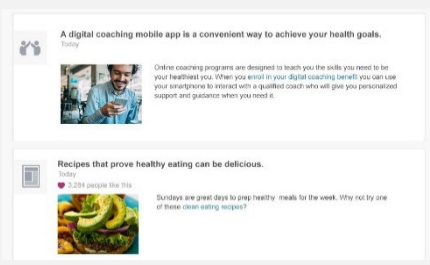 A digital coaching mobile app is a convenient way to achieve your health goals.
Today
Online coaching programs are designed to teach you the skills you need to be
your healthiest you. When you enroll in your digital coaching benefit you can use
your smartphone to interact with a qualified coach who will give you personalized
support and guidance when you need it.
Recipes that prove healthy eating can be delicious.
Today
3,284 people like this
Sundays are great days to prep healthy meals for the week. Why not try one
of these clean eating recipes?